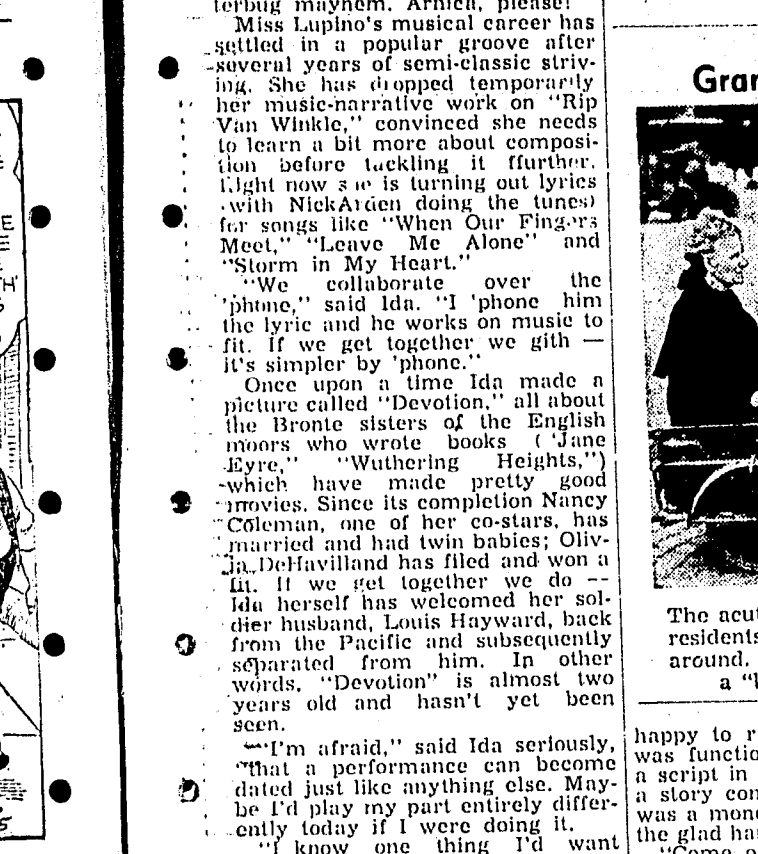 terbug mayhem. Arnica, please!
Miss Lupino's musical career has
settled in a popular groove after
several years of semi-classic striv-
ing. She has dropped temporarily
her music-narrative work on "Rip
Van Winkle," convinced she needs
to learn a bit more about composi-
tion before tackling it ffurther.
Right now she is turning out lyrics
with Nick Arden doing the tunes)
for songs like "When Our Fingers
Meet," "Leave Me Alone" and
"Storm in My Heart."
"We collaborate over the
'phone," said Ida. "I 'phone him
the lyric and he works on music to
fit. If we get together we gith —
it's simpler by 'phone."
Once upon a time Ida made a
picture called "Devotion," all about
the Bronte sisters of the English
moors who wrote books ( 'Jane
Eyre," "Wuthering Heights,")
which have made pretty good
movies. Since its completion Nancy
Coleman, one of her co-stars, has
married and had twin babies; Oliv-
ia DeHavilland has filed and won a
fit. If we get together we do --
Ida herself has welcomed her sol-
dier husband, Louis Hayward, back
from the Pacific and subsequently
separated from him. In other
words, "Devotion" is almost two
years old and hasn't yet been
seen.
"I'm afraid," said Ida seriously,
"that a performance can become
dated just like anything else. May-
be I'd play my part entirely differ-
ently today if I were doing it.
"I know one thing I'd want
Gran
The acut
residents
around.
a "b
happy to r
was functio
a script in
a story con
was a mone
the glad ha
"Come o